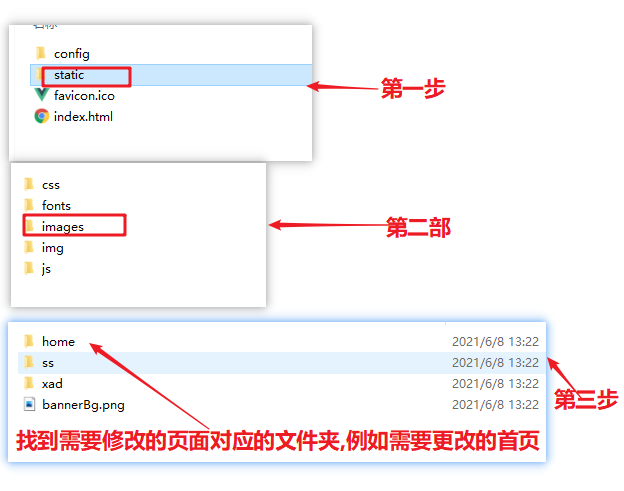 名称
config
static
favicon.ico
index.html
第一步
css
fonts
images
img
js
第二部
home 2021/6/8 13:22
ss 2021/6/8 13:22
xad 2021/6/8 13:22
bannerBg.png 2021/6/8 13:22
第三步
找到需要修改的页面对应的文件夹,例如需要更改的首页